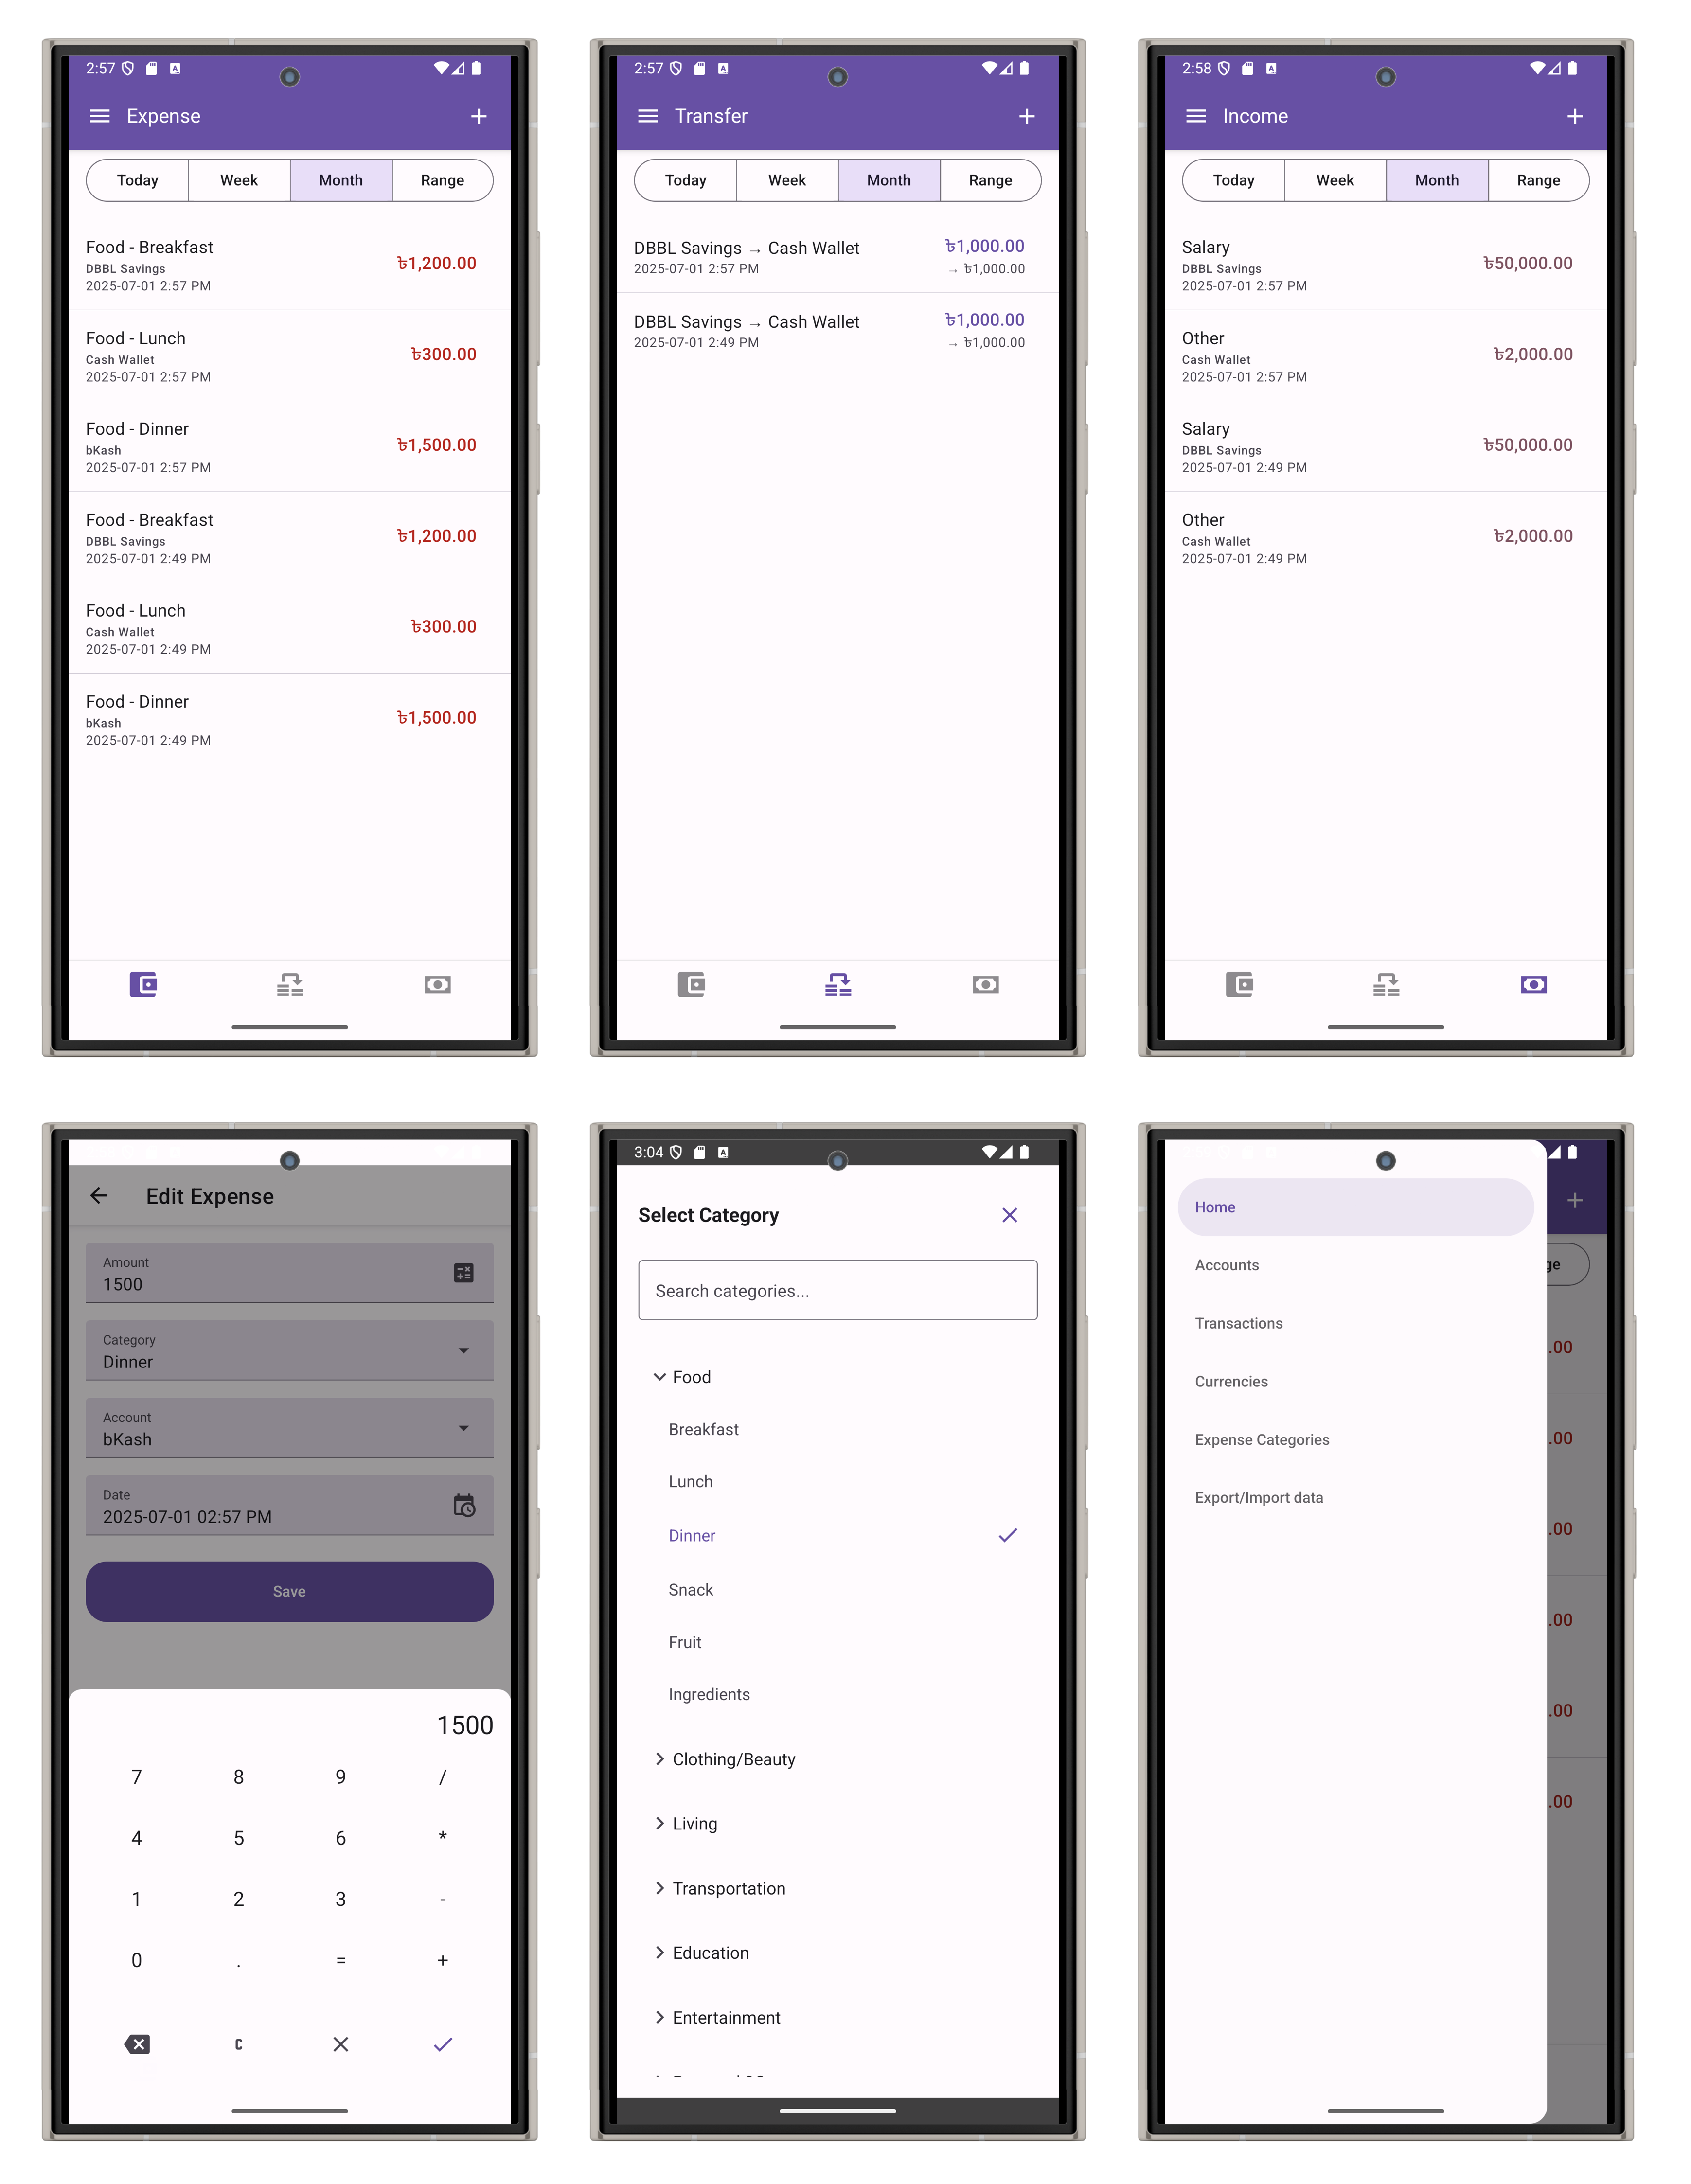 2:57
Expense
+
Today Week Month Range
Food - Breakfast
DBBL Savings
2025-07-01 2:57 PM
৳1,200.00
Food - Lunch
Cash Wallet
2025-07-01 2:57 PM
৳300.00
Food - Dinner
bKash
2025-07-01 2:57 PM
৳1,500.00
Food - Breakfast
DBBL Savings
2025-07-01 2:49 PM
৳1,200.00
Food - Lunch
Cash Wallet
2025-07-01 2:49 PM
৳300.00
Food - Dinner
bKash
2025-07-01 2:49 PM
৳1,500.00
2:57
Transfer
+
Today Week Month Range
DBBL Savings → Cash Wallet
৳1,000.00
2025-07-01 2:57 PM
→ ৳1,000.00
DBBL Savings → Cash Wallet
৳1,000.00
2025-07-01 2:49 PM
→ ৳1,000.00
2:58
Income
+
Today Week Month Range
Salary
DBBL Savings
2025-07-01 2:57 PM
৳50,000.00
Other
Cash Wallet
2025-07-01 2:57 PM
৳2,000.00
Salary
DBBL Savings
2025-07-01 2:49 PM
৳50,000.00
Other
Cash Wallet
2025-07-01 2:49 PM
৳2,000.00
Edit Expense
Amount
1500
Category
Dinner
Account
bKash
Date
2025-07-01 02:57 PM
Save
1500
7 8 9 /
4 5 6 *
1 2 3 -
0 . = +
C
3:04
Select Category
Search categories...
Food
Breakfast
Lunch
Dinner
Snack
Fruit
Ingredients
Clothing/Beauty
Living
Transportation
Education
Entertainment
Home
Accounts
Transactions
Currencies
Expense Categories
Export/Import data
+
ge
.00
.00
.00
.00
.00
.00